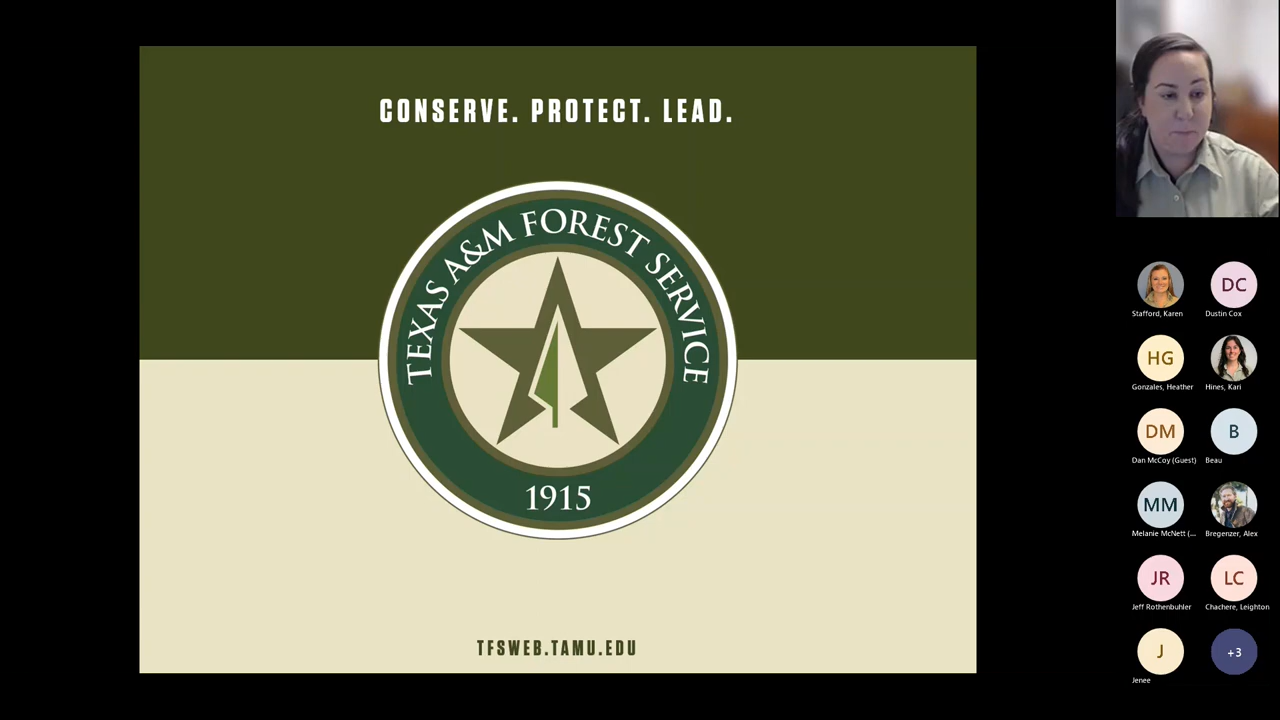 CONSERVE. PROTECT. LEAD.
TEXAS A&M FOREST SERVICE
1915
TFSWEB.TAMU.EDU
Stafford, Karen
DC
Dustin Cox
HG
Gonzales, Heather
Hines, Kari
DM
Dan McCoy (Guest)
B
Beau
MM
Melanie McNett (...
Bregenzer, Alex
JR
Jeff Rothenbuhler
LC
Chachere, Leighton
J
Jenee
+3